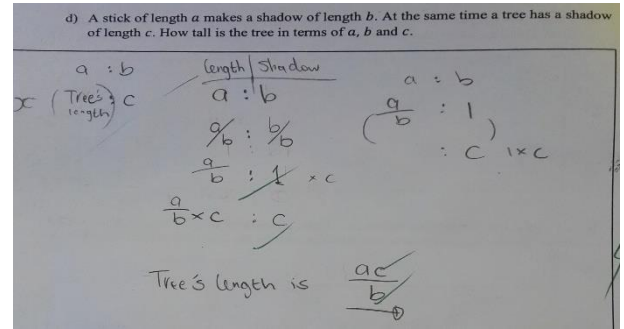 d) A stick of length a makes a shadow of length b. At the same time a tree has a shadow
of length c. How tall is the tree in terms of a, b and c.
a : b
x ( Tree's length ) : c
length | Shadow
a : b
a/b : b/b
a/b : 1 × c
a/b × c : c
a : b
( a/b : 1 )
: c 1×c
Tree's length is ac/b